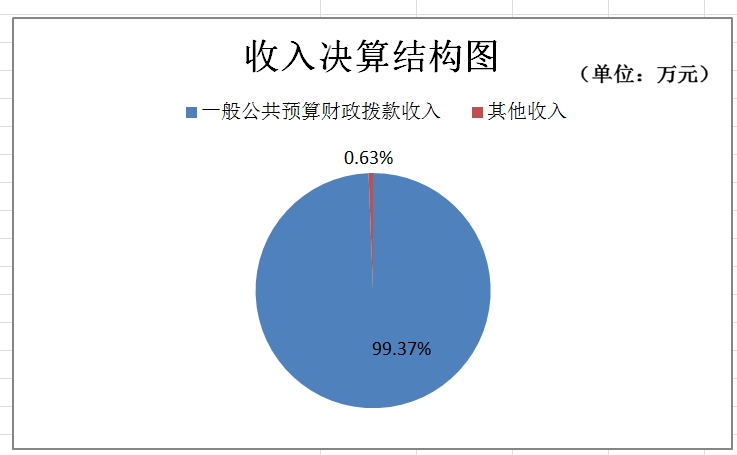 收入决算结构图
（单位：万元）
一般公共预算财政拨款收入 其他收入
0.63%
99.37%